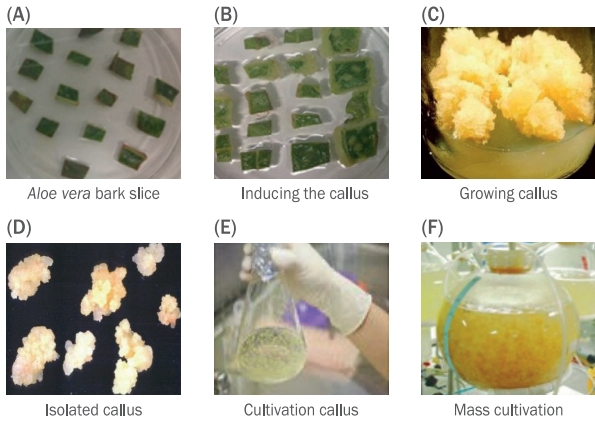 (A)
(B)
(C)
Aloe vera bark slice
Inducing the callus
Growing callus
(D)
(E)
(F)
Isolated callus
Cultivation callus
Mass cultivation